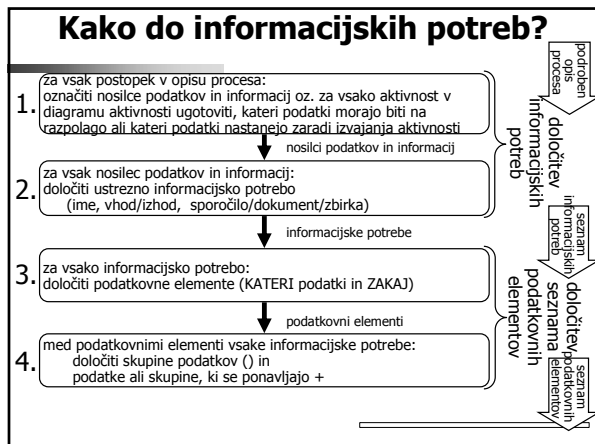 Kako do informacijskih potreb?
1.
za vsak postopek v opisu procesa:
označiti nosilce podatkov in informacij oz. za vsako aktivnost v
diagramu aktivnosti ugotoviti, kateri podatki morajo biti na
razpolago ali kateri podatki nastanejo zaradi izvajanja aktivnosti
nosilci podatkov in informacij
2.
za vsak nosilec podatkov in informacij:
določiti ustrezno informacijsko potrebo
(ime, vhod/izhod, sporočilo/dokument/zbirka)
informacijske potrebe
3.
za vsako informacijsko potrebo:
določiti podatkovne elemente (KATERI podatki in ZAKAJ)
podatkovni elementi
4.
med podatkovnimi elementi vsake informacijske potrebe:
določiti skupine podatkov () in
podatke ali skupine, ki se ponavljajo +
podroben
opis
procesa
določitev
informacijskih
potreb
seznam
informacijskih
potreb
določitev
seznama
podatkovnih
elementov
seznam
podatkovnih
elementov